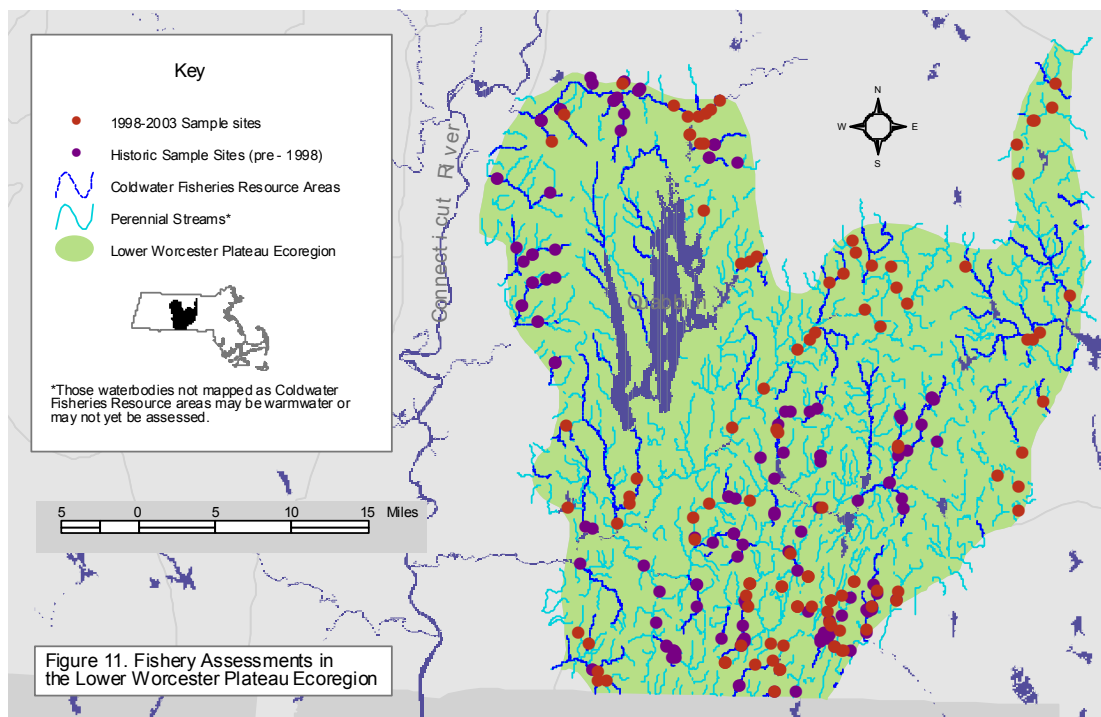 Key
1998-2003 Sample sites
Historic Sample Sites (pre - 1998)
Coldwater Fisheries Resource Areas
Perennial Streams*
Lower Worcester Plateau Ecoregion
*Those waterbodies not mapped as Coldwater
Fisheries Resource areas may be warmwater or
may not yet be assessed.
5 0 5 10 15 Miles
Figure 11. Fishery Assessments in
the Lower Worcester Plateau Ecoregion
Connecticut River
N
W E
S